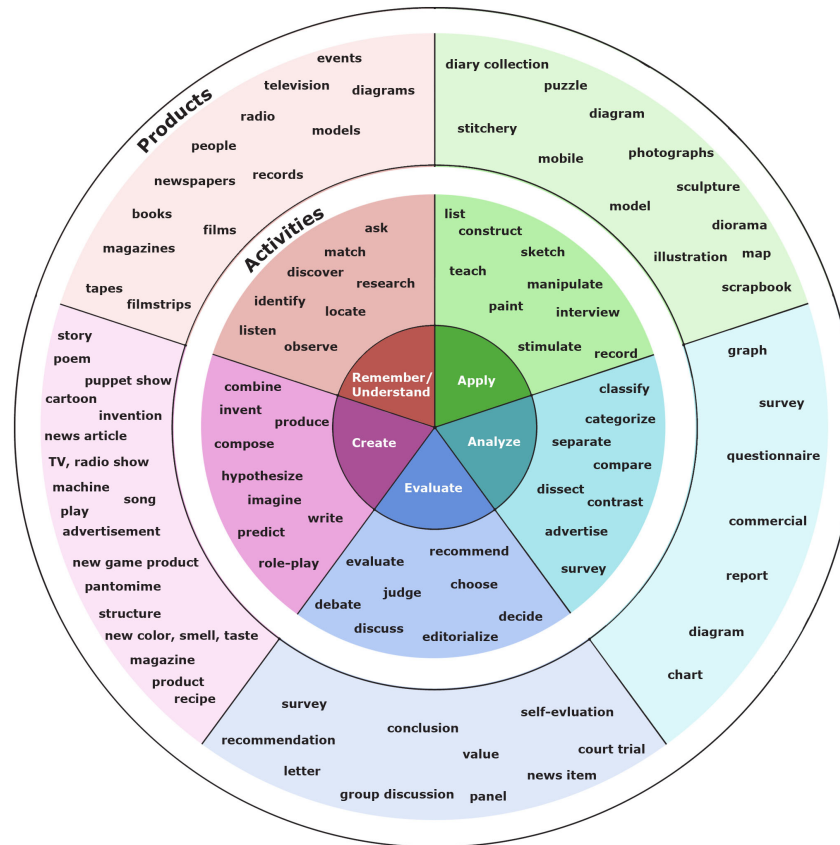 Products
events
television
diagrams
radio
models
people
newspapers
records
books
films
magazines
tapes
filmstrips
diary collection
puzzle
diagram
stitchery
photographs
mobile
sculpture
model
diorama
illustration
map
scrapbook
Activities
ask
match
discover
research
identify
locate
listen
observe
list
construct
sketch
teach
manipulate
paint
interview
stimulate
record
Remember/
Understand
Apply
Create
Analyze
Evaluate
combine
invent
produce
compose
hypothesize
imagine
write
predict
role-play
classify
categorize
separate
compare
dissect
contrast
advertise
survey
evaluate
recommend
judge
choose
debate
decide
discuss
editorialize
story
poem
puppet show
cartoon
invention
news article
TV, radio show
machine
song
play
advertisement
new game product
pantomime
structure
new color, smell, taste
magazine
product
recipe
graph
survey
questionnaire
commercial
report
diagram
chart
survey
self-evluation
conclusion
recommendation
court trial
value
letter
news item
group discussion
panel